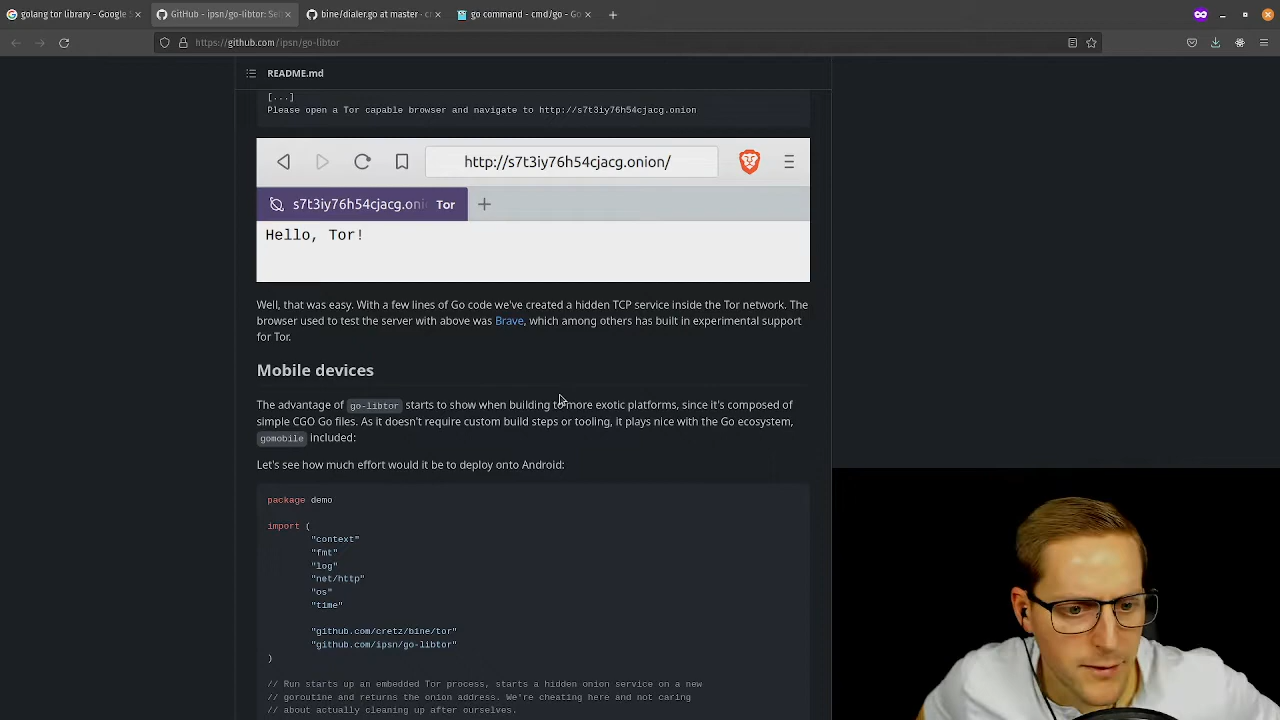 golang tor library - Google S
GitHub - ipsn/go-libtor: Se
bine/dialer.go at master · cr
go command - cmd/go - Go
https://github.com/ipsn/go-libtor
README.md
[...]
Please open a Tor capable browser and navigate to http://s7t3iy76h54cjacg.onion
http://s7t3iy76h54cjacg.onion/
s7t3iy76h54cjacg.oni Tor
Hello, Tor!
Well, that was easy. With a few lines of Go code we've created a hidden TCP service inside the Tor network. The
browser used to test the server with above was Brave, which among others has built in experimental support
for Tor.
Mobile devices
The advantage of go-libtor starts to show when building to more exotic platforms, since it's composed of
simple CGO Go files. As it doesn't require custom build steps or tooling, it plays nice with the Go ecosystem,
gomobile included:
Let's see how much effort would it be to deploy onto Android:
package demo
import (
"context"
"fmt"
"log"
"net/http"
"os"
"time"
"github.com/cretz/bine/tor"
"github.com/ipsn/go-libtor"
)
// Run starts up an embedded Tor process, starts a hidden onion service on a new
// goroutine and returns the onion address. We're cheating here and not caring
// about actually cleaning up after ourselves.